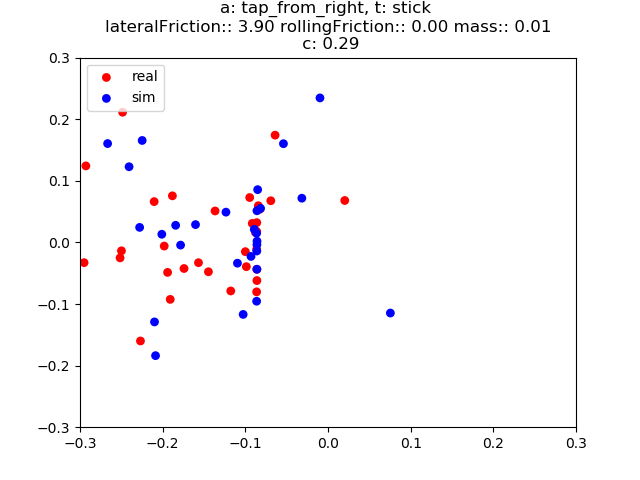 a: tap_from_right, t: stick
lateralFriction:: 3.90 rollingFriction:: 0.00 mass:: 0.01
c: 0.29
real
sim
0.3
0.2
0.1
0.0
−0.1
−0.2
−0.3
−0.3 −0.2 −0.1 0.0 0.1 0.2 0.3